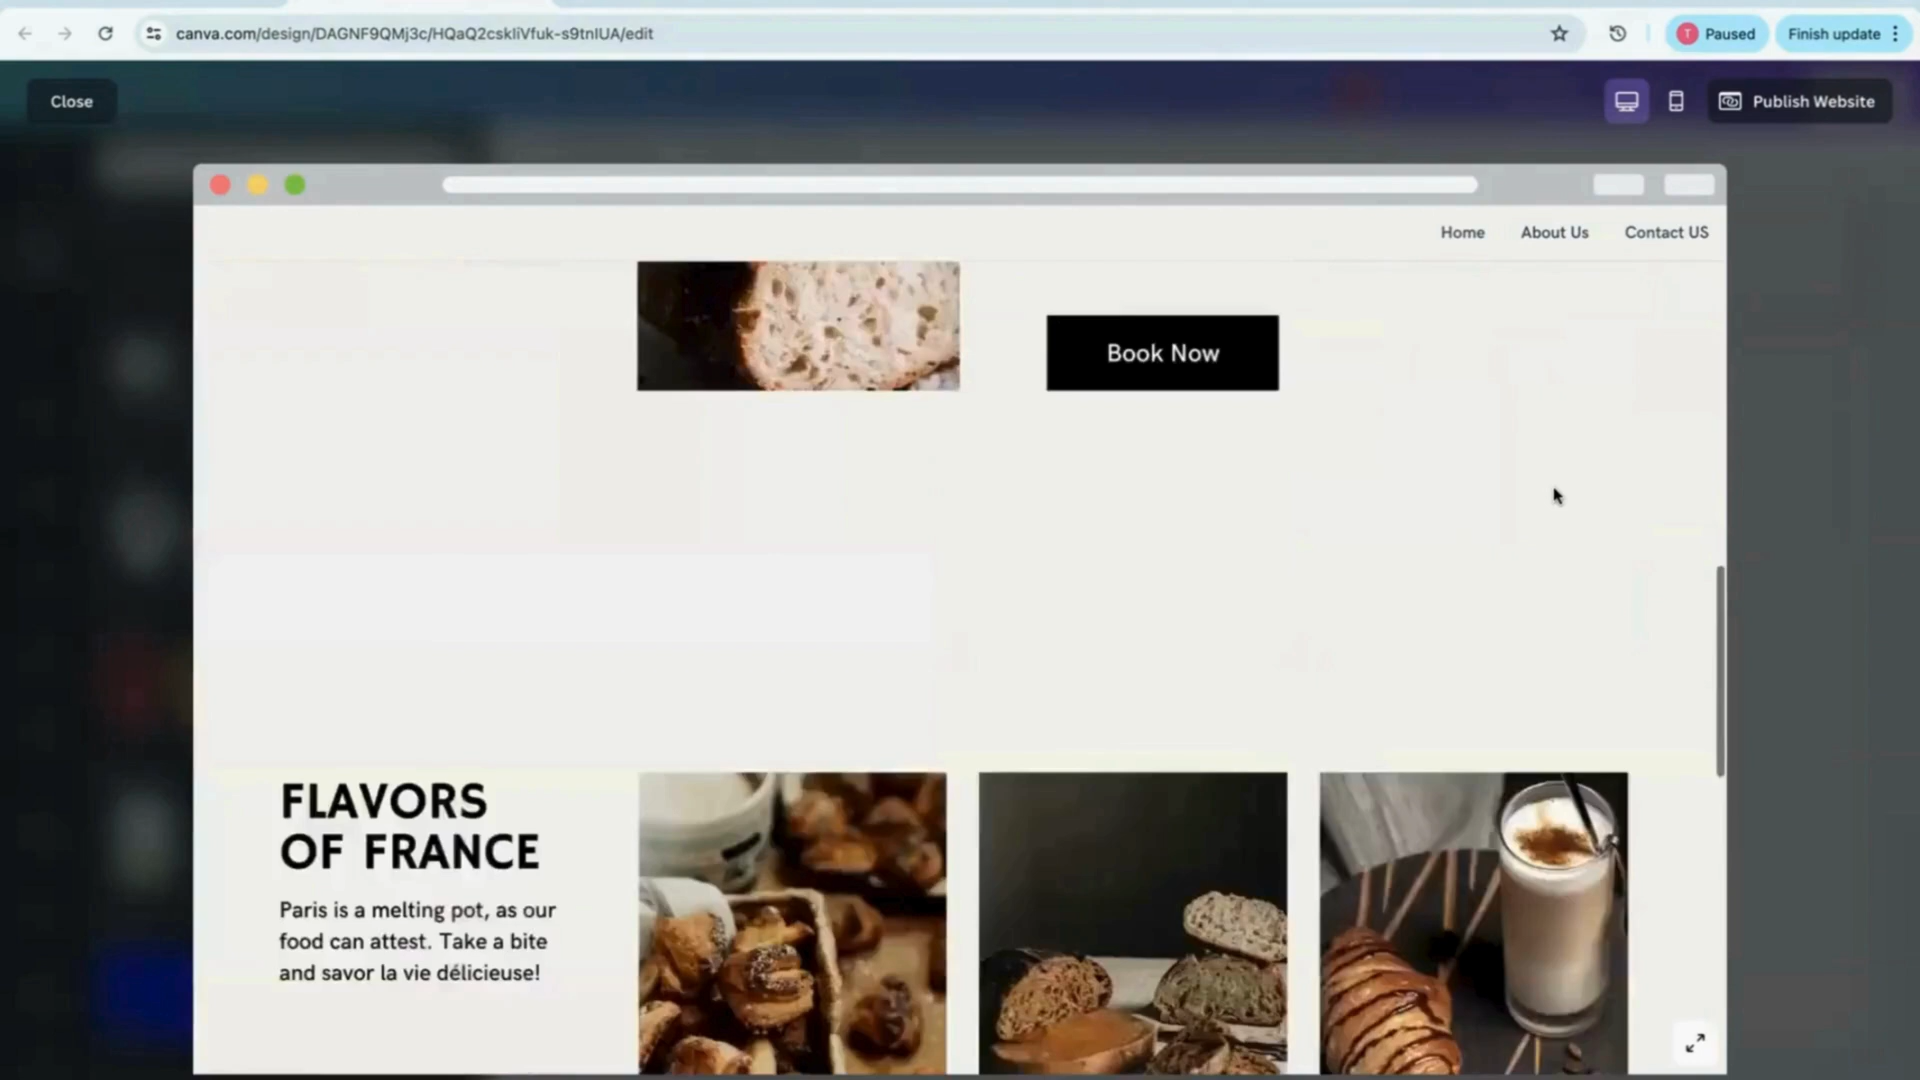 canva.com/design/DAGNF9QMj3c/HQaQ2cskliVfuk-s9tnIUA/edit
T
Paused
Finish update
Close
Publish Website
Home
About Us
Contact US
Book Now
FLAVORS
OF FRANCE
Paris is a melting pot, as our
food can attest. Take a bite
and savor la vie délicieuse!